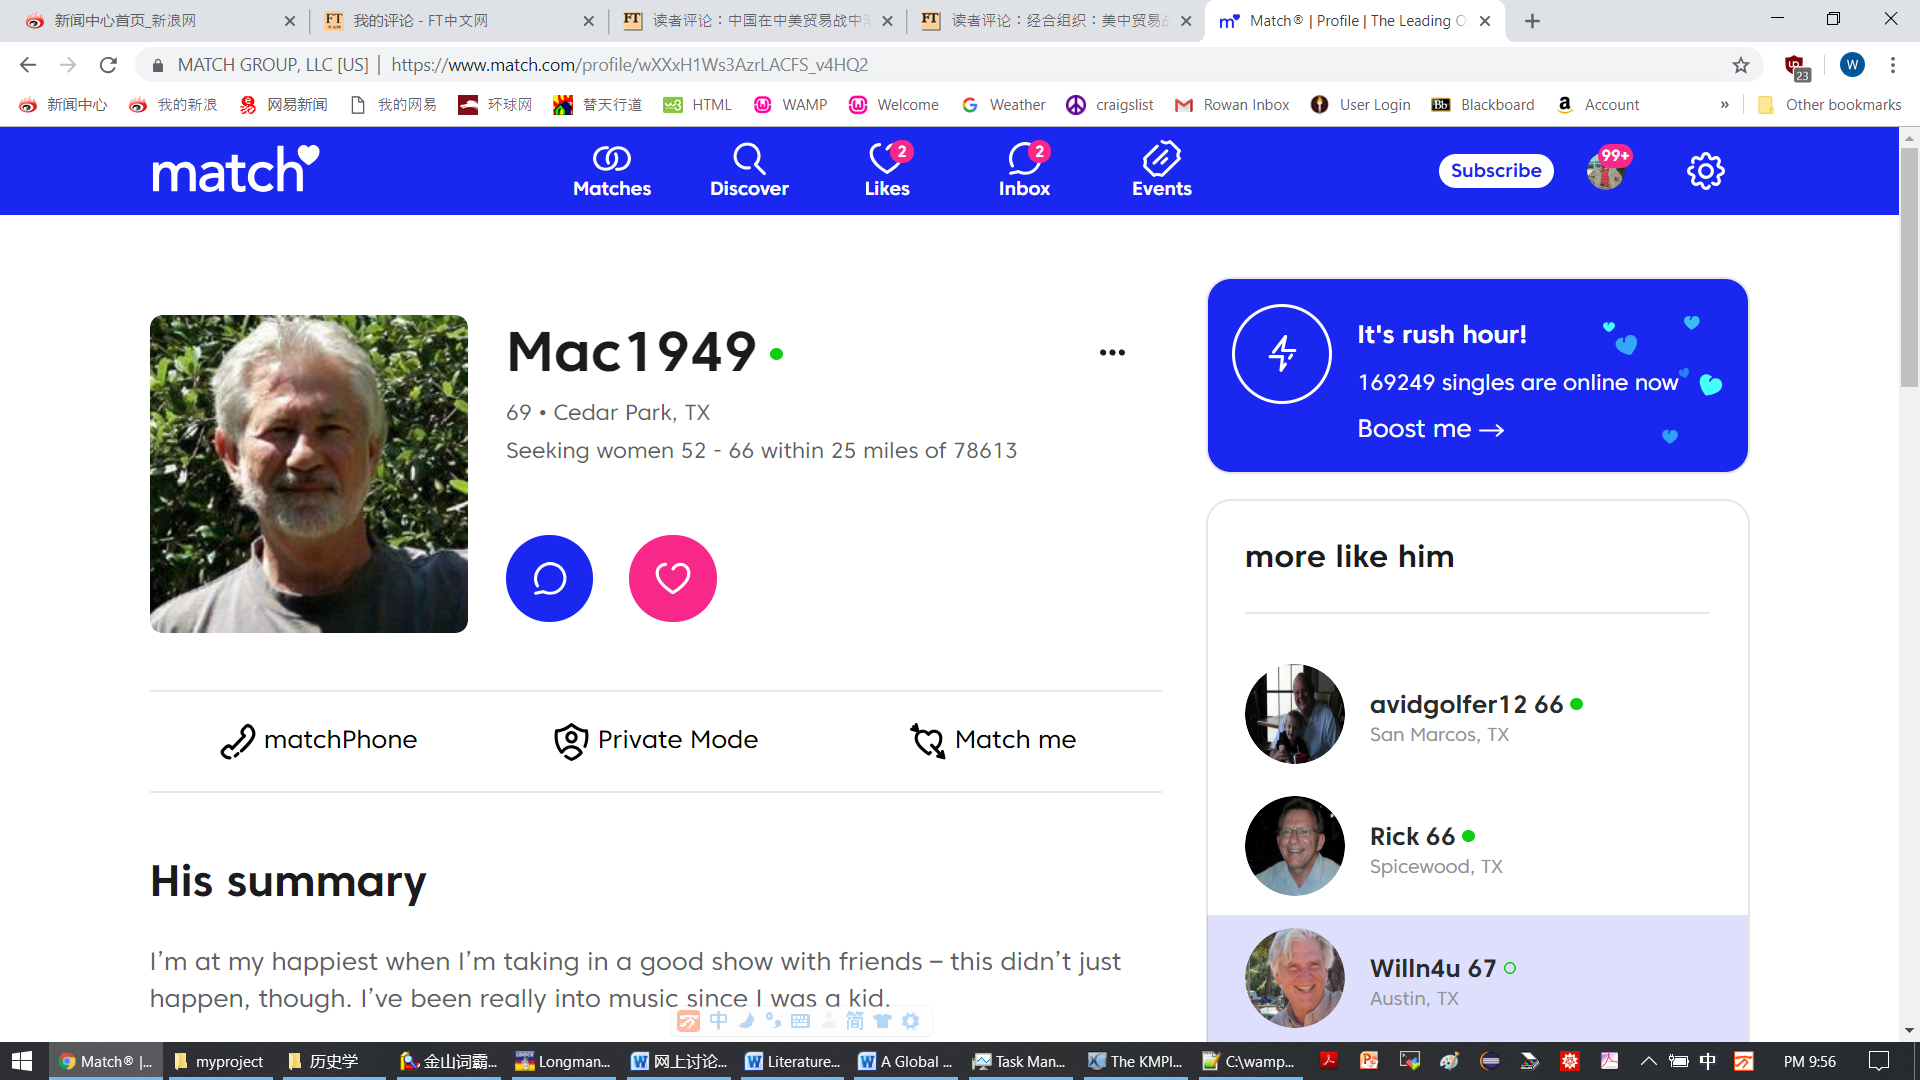 新闻中心首页_新浪网
我的评论 - FT中文网
读者评论：中国在中美贸易战中
读者评论：经合组织：美中贸易
Match® | Profile | The Leading O
MATCH GROUP, LLC [US] | https://www.match.com/profile/wXXxH1Ws3AzrLACFS_v4HQ2
23
W
新闻中心
我的新浪
网易新闻
我的网易
环球网
替天行道
HTML
WAMP
Welcome
Weather
craigslist
Rowan Inbox
User Login
Bb Blackboard
Account
»
Other bookmarks
match
Matches
Discover
2
Likes
2
Inbox
Events
Subscribe
99+
Mac1949
69 • Cedar Park, TX
Seeking women 52 - 66 within 25 miles of 78613
It's rush hour!
169249 singles are online now
Boost me →
more like him
avidgolfer12 66
San Marcos, TX
Rick 66
Spicewood, TX
Willn4u 67
Austin, TX
matchPhone
Private Mode
Match me
His summary
I’m at my happiest when I’m taking in a good show with friends – this didn’t just
happen, though. I’ve been really into music since I was a kid.
中
简
Match® |...
myproject
历史学
金山词霸...
Longman...
网上讨论...
Literature...
A Global ...
Task Man...
The KMPl...
C:\wamp...
中
PM 9:56